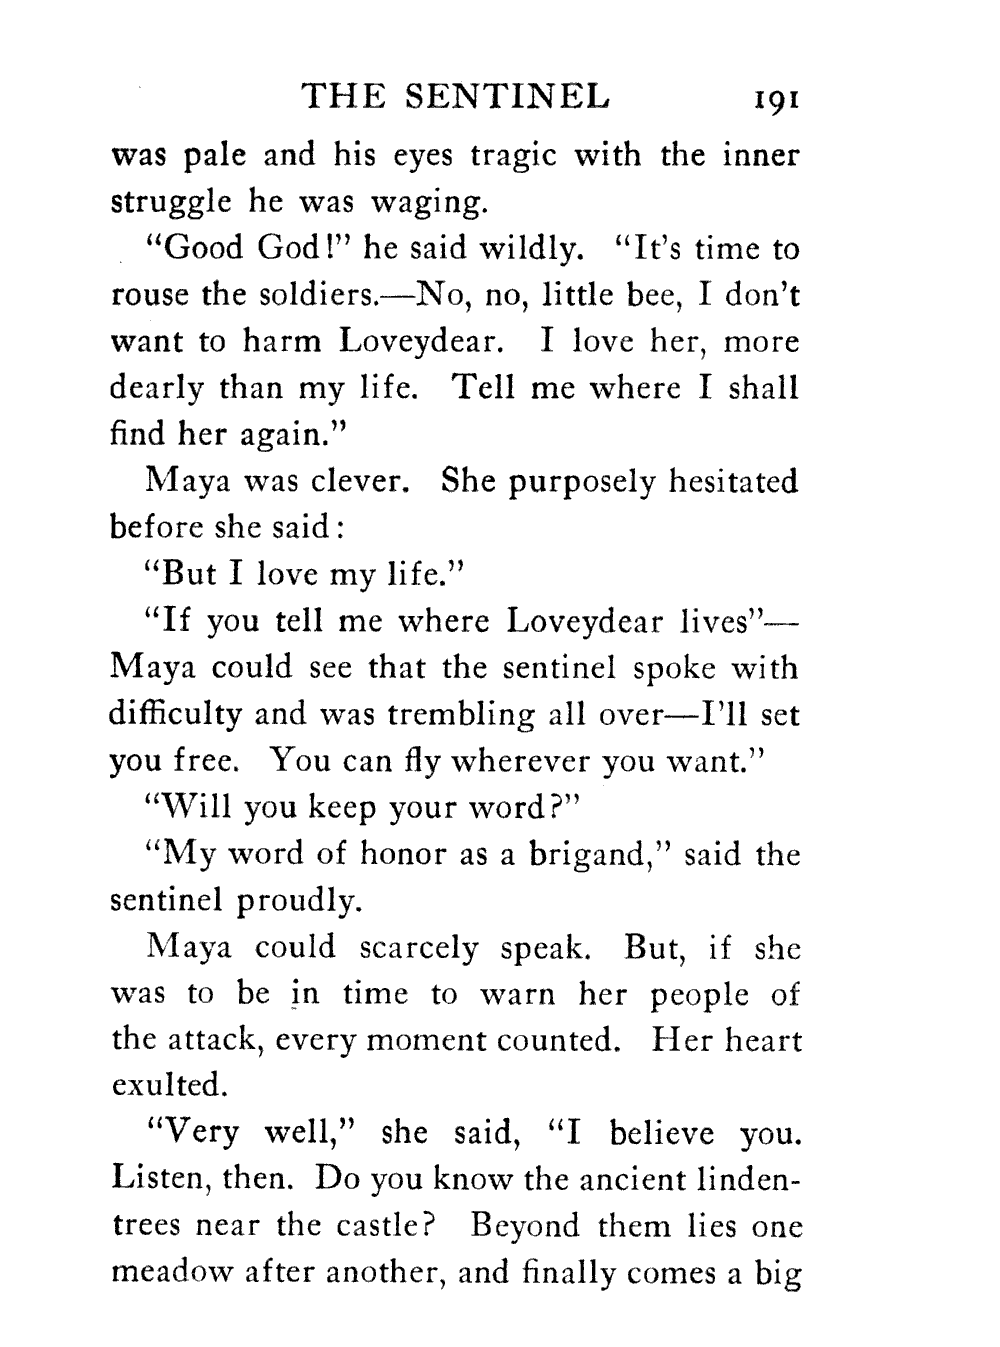 THE SENTINEL 191
was pale and his eyes tragic with the inner
struggle he was waging.
“Good God!” he said wildly. “It’s time to
rouse the soldiers.—No, no, little bee, I don’t
want to harm Loveydear. I love her, more
dearly than my life. Tell me where I shall
find her again.”
Maya was clever. She purposely hesitated
before she said:
“But I love my life.”
“If you tell me where Loveydear lives”—
Maya could see that the sentinel spoke with
difficulty and was trembling all over—I’ll set
you free. You can fly wherever you want.”
“Will you keep your word?”
“My word of honor as a brigand,” said the
sentinel proudly.
Maya could scarcely speak. But, if she
was to be in time to warn her people of
the attack, every moment counted. Her heart
exulted.
“Very well,” she said, “I believe you.
Listen, then. Do you know the ancient linden-
trees near the castle? Beyond them lies one
meadow after another, and finally comes a big